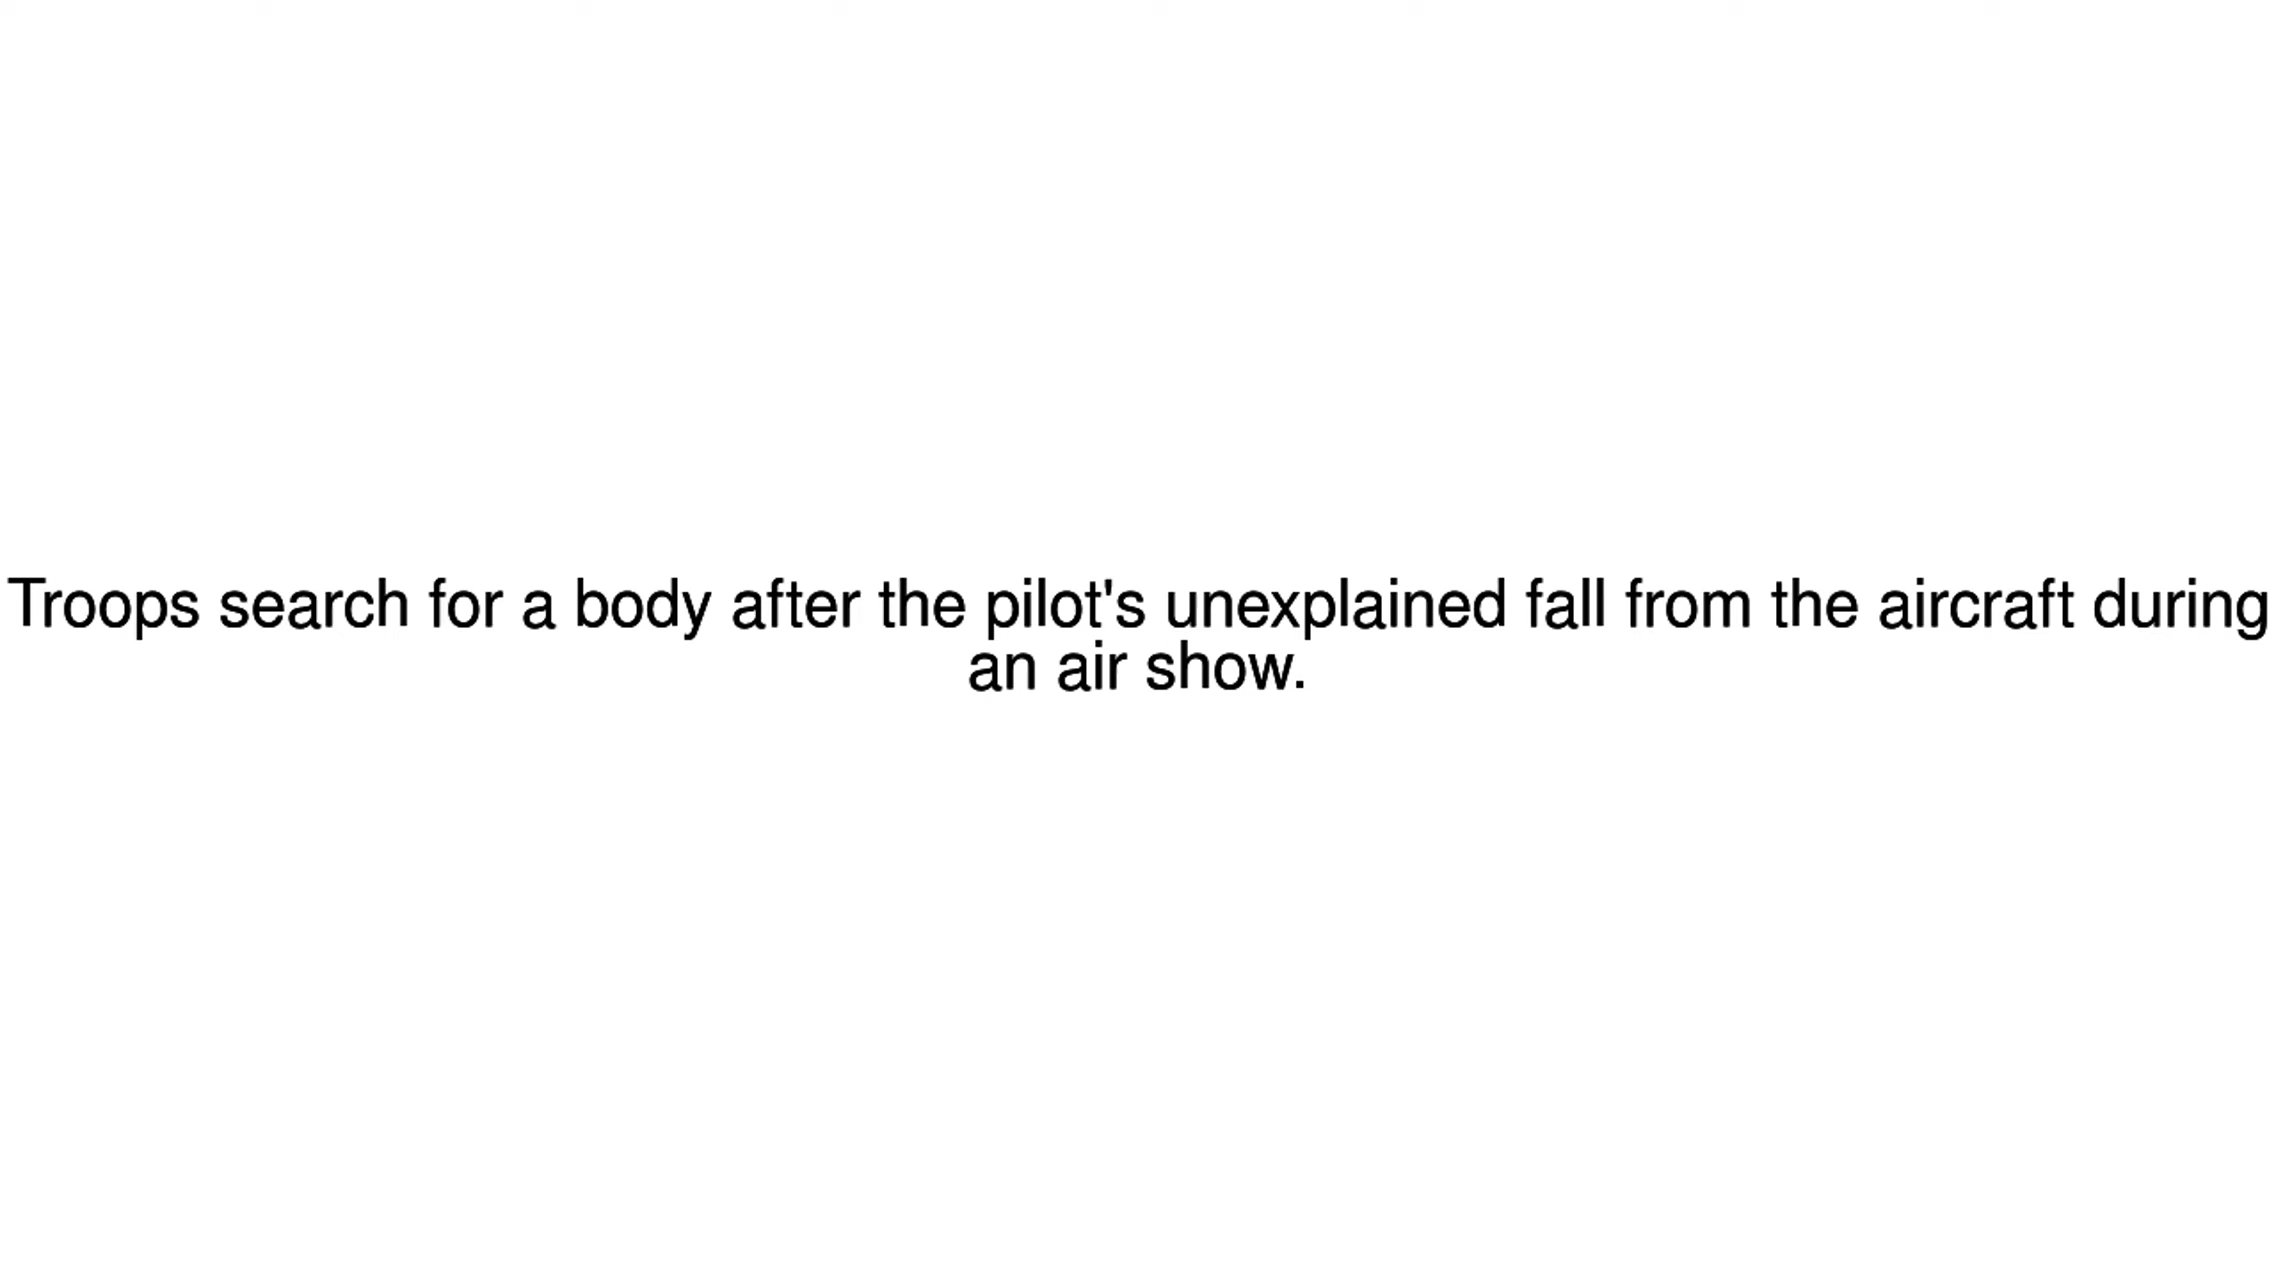 Troops search for a body after the pilot's unexplained fall from the aircraft during
an air show.